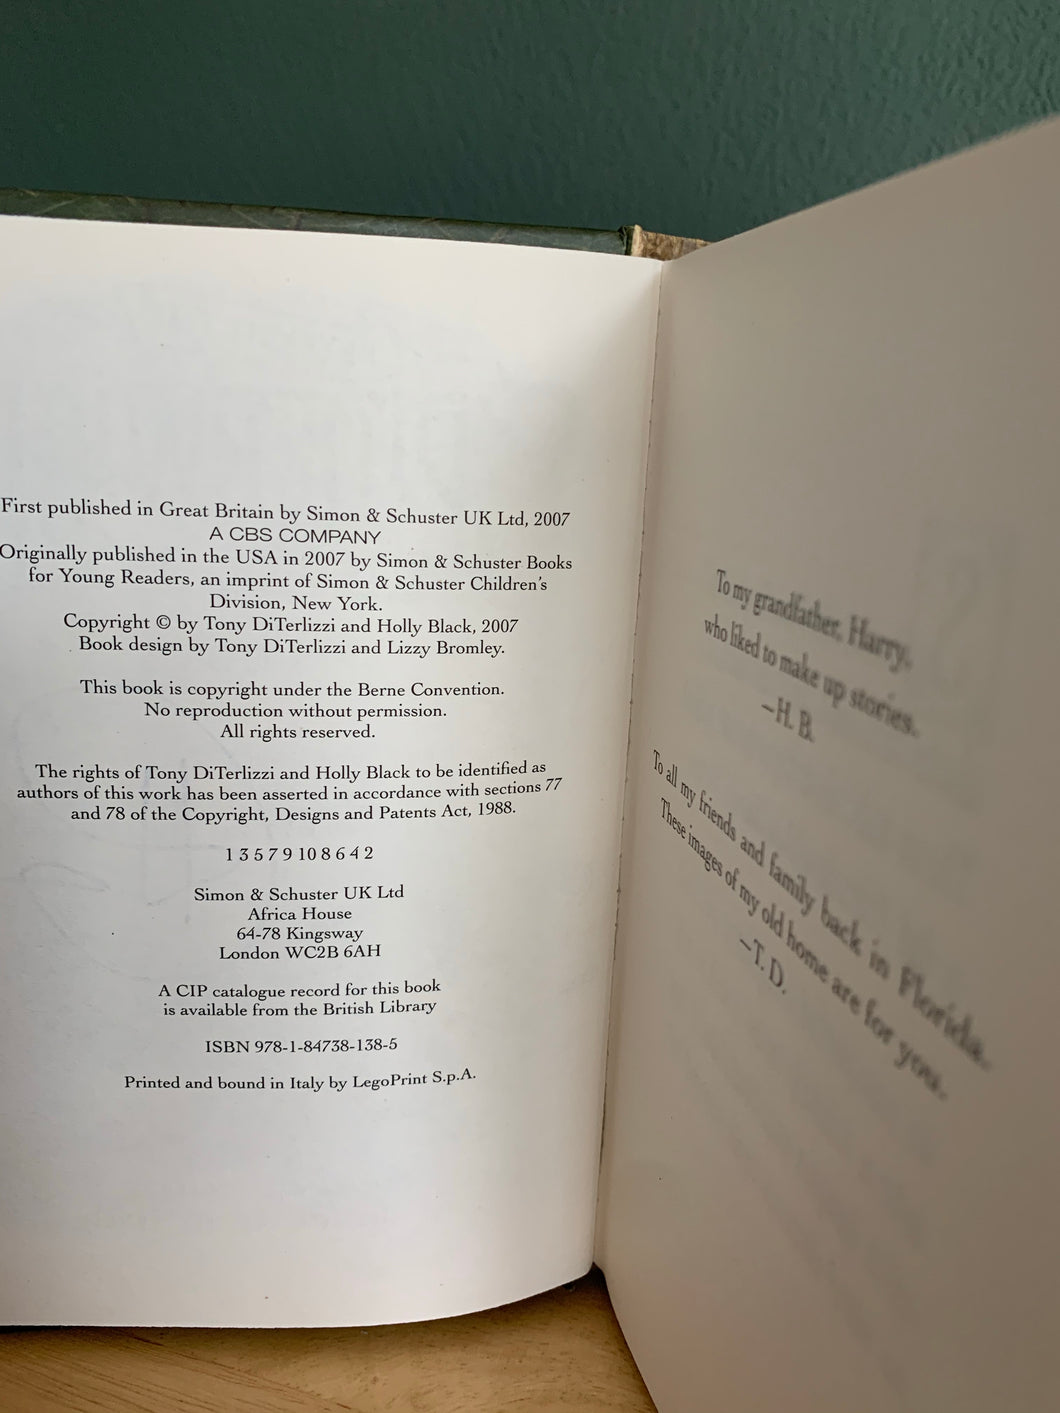 First published in Great Britain by Simon & Schuster UK Ltd, 2007
A CBS COMPANY
Originally published in the USA in 2007 by Simon & Schuster Books
for Young Readers, an imprint of Simon & Schuster Children's
Division, New York.
Copyright © by Tony DiTerlizzi and Holly Black, 2007
Book design by Tony DiTerlizzi and Lizzy Bromley.
This book is copyright under the Berne Convention.
No reproduction without permission.
All rights reserved.
The rights of Tony DiTerlizzi and Holly Black to be identified as
authors of this work has been asserted in accordance with sections 77
and 78 of the Copyright, Designs and Patents Act, 1988.
1 3 5 7 9 10 8 6 4 2
Simon & Schuster UK Ltd
Africa House
64-78 Kingsway
London WC2B 6AH
A CIP catalogue record for this book
is available from the British Library
ISBN 978-1-84738-138-5
Printed and bound in Italy by LegoPrint S.p.A.
To my grandfather, Harry,
who liked to make up stories.
—H. B.
To all my friends and family back in Florida.
These images of my old home are for you.
—T. D.